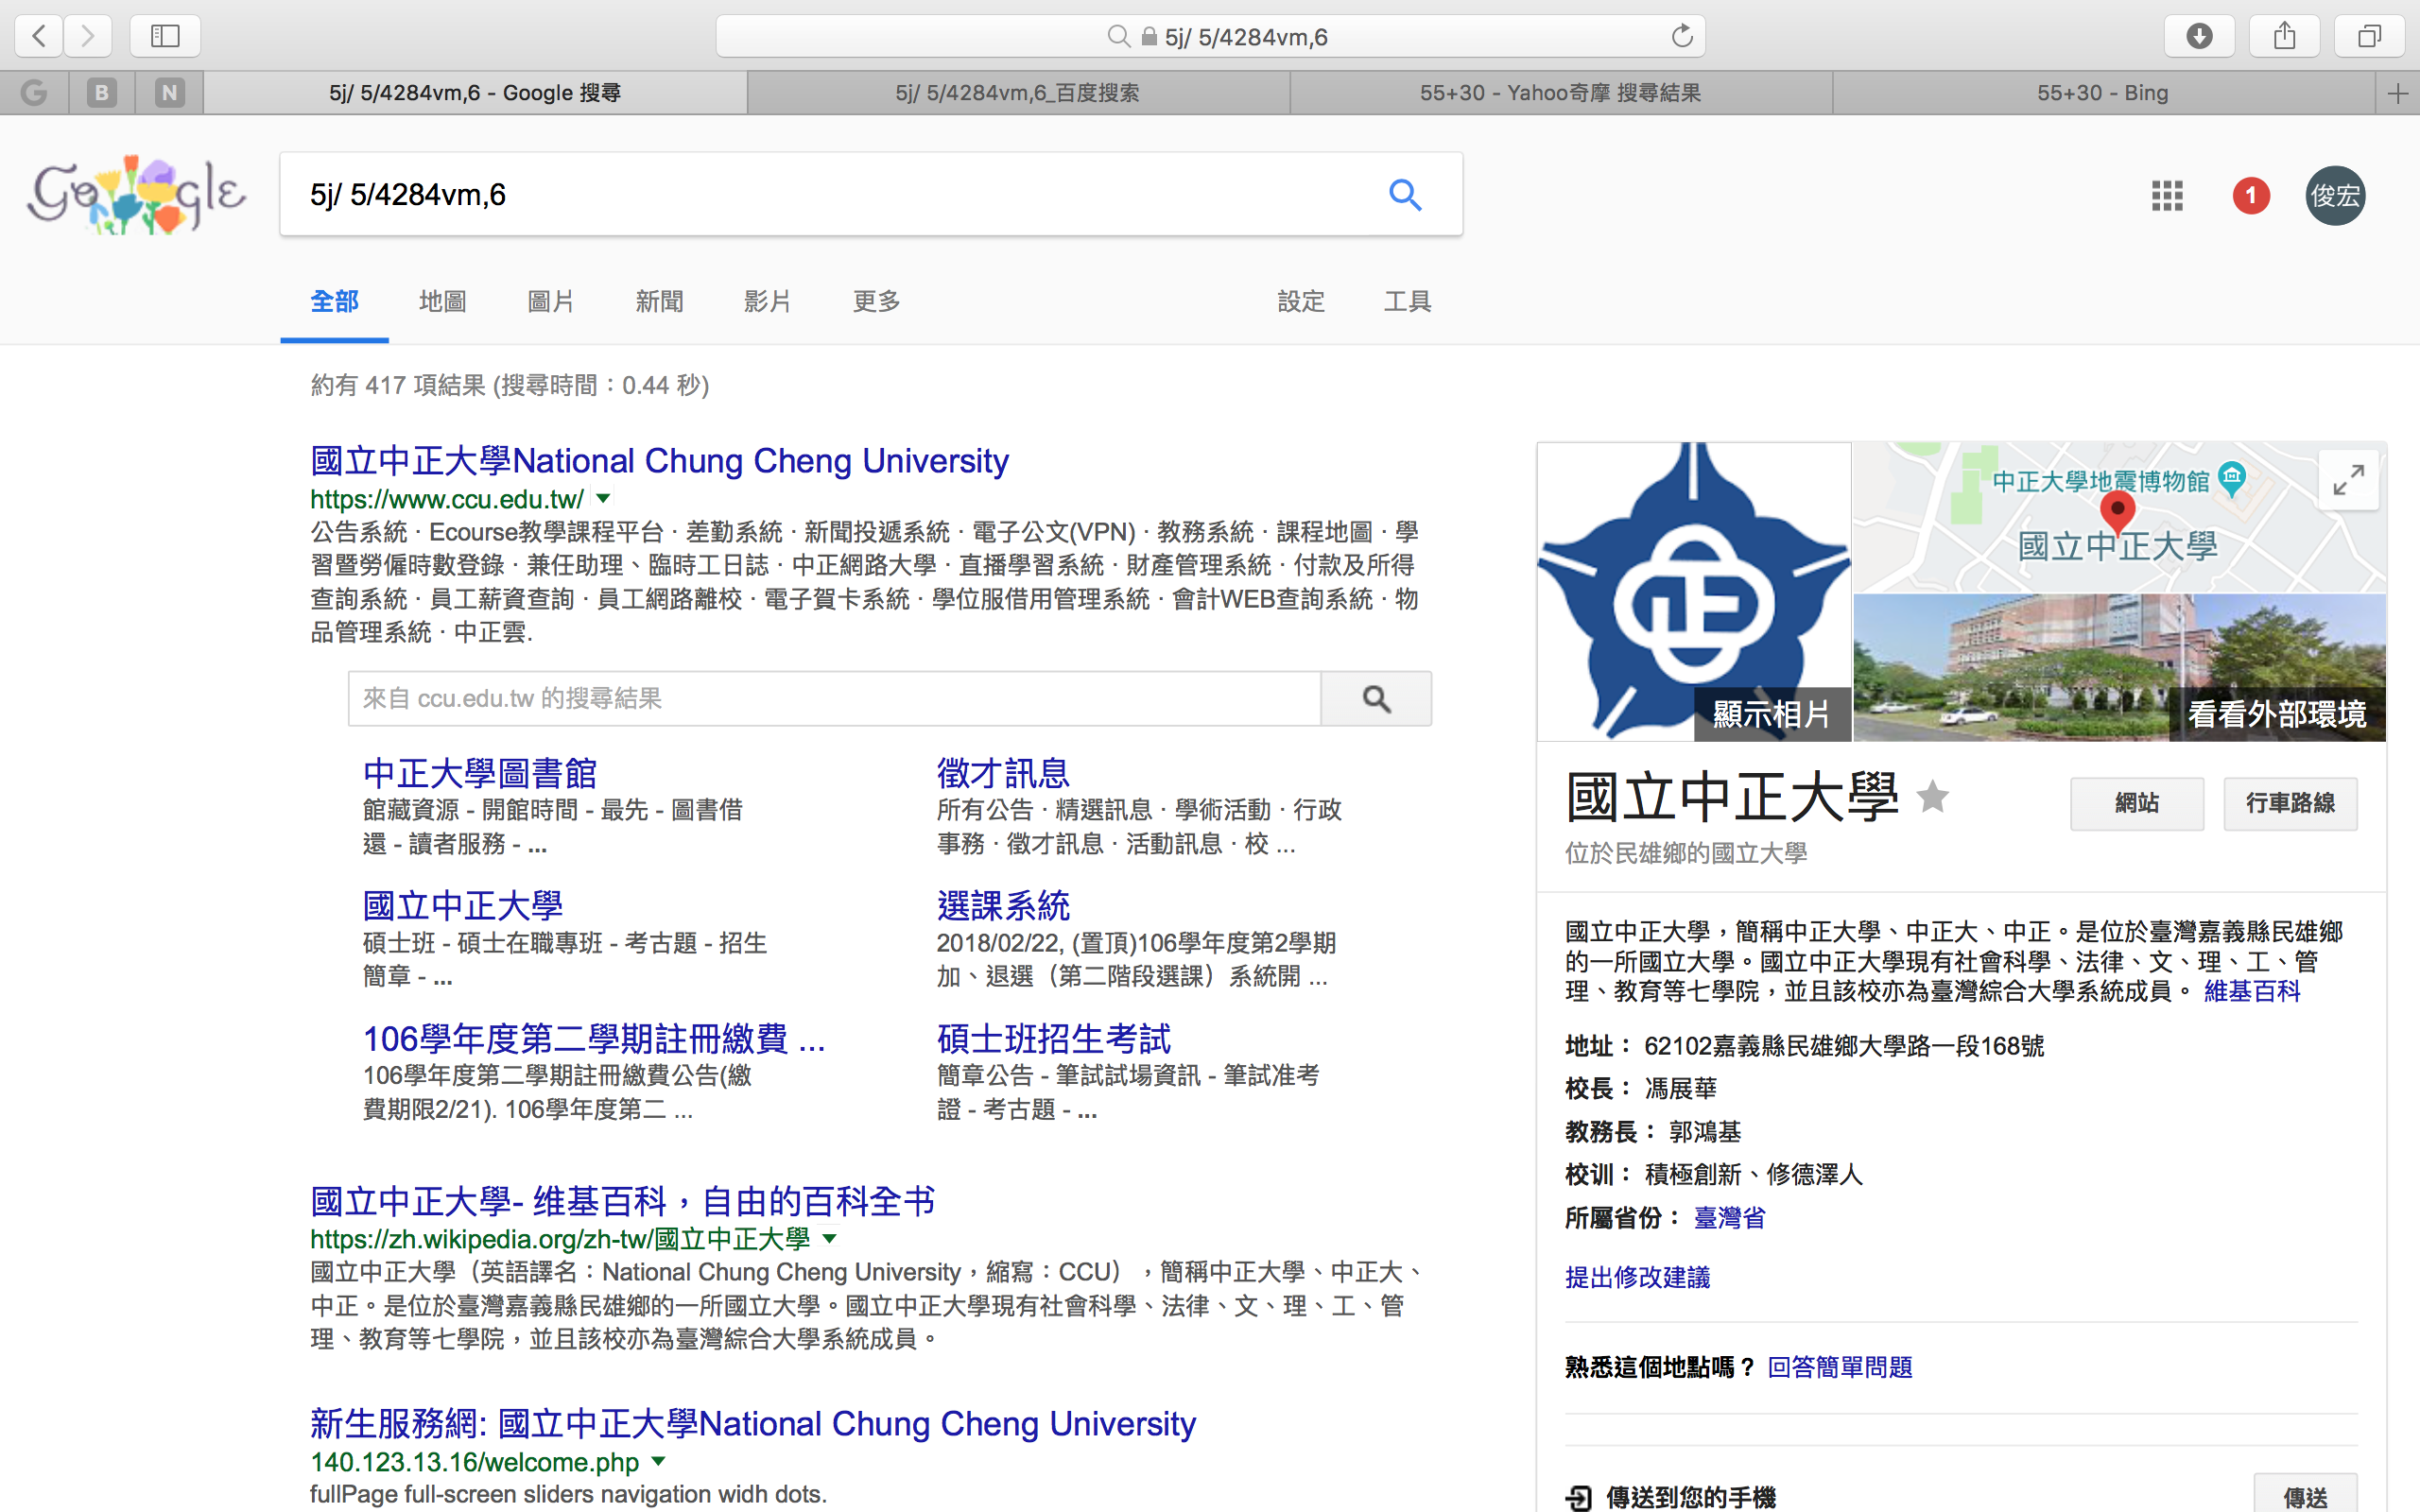 5j/ 5/4284vm,6
G
B
N
5j/ 5/4284vm,6 - Google 搜尋
5j/ 5/4284vm,6_百度搜索
55+30 - Yahoo奇摩 搜尋結果
55+30 - Bing
Google
5j/ 5/4284vm,6
1
俊宏
全部
地圖
圖片
新聞
影片
更多
設定
工具
約有 417 項結果 (搜尋時間：0.44 秒)
國立中正大學National Chung Cheng University
https://www.ccu.edu.tw/
公告系統 · Ecourse教學課程平台 · 差勤系統 · 新聞投遞系統 · 電子公文(VPN) · 教務系統 · 課程地圖 · 學
習暨勞僱時數登錄 · 兼任助理、臨時工日誌 · 中正網路大學 · 直播學習系統 · 財產管理系統 · 付款及所得
查詢系統 · 員工薪資查詢 · 員工網路離校 · 電子賀卡系統 · 學位服借用管理系統 · 會計WEB查詢系統 · 物
品管理系統 · 中正雲.
來自 ccu.edu.tw 的搜尋結果
中正大學圖書館
館藏資源 - 開館時間 - 最先 - 圖書借
還 - 讀者服務 - ...
徵才訊息
所有公告 · 精選訊息 · 學術活動 · 行政
事務 · 徵才訊息 · 活動訊息 · 校 ...
國立中正大學
碩士班 - 碩士在職專班 - 考古題 - 招生
簡章 - ...
選課系統
2018/02/22, (置頂)106學年度第2學期
加、退選（第二階段選課）系統開 ...
106學年度第二學期註冊繳費 ...
106學年度第二學期註冊繳費公告(繳
費期限2/21). 106學年度第二 ...
碩士班招生考試
簡章公告 - 筆試試場資訊 - 筆試准考
證 - 考古題 - ...
國立中正大學- 维基百科，自由的百科全书
https://zh.wikipedia.org/zh-tw/國立中正大學
國立中正大學（英語譯名：National Chung Cheng University，縮寫：CCU），簡稱中正大學、中正大、
中正。是位於臺灣嘉義縣民雄鄉的一所國立大學。國立中正大學現有社會科學、法律、文、理、工、管
理、教育等七學院，並且該校亦為臺灣綜合大學系統成員。
新生服務網: 國立中正大學National Chung Cheng University
140.123.13.16/welcome.php
fullPage full-screen sliders navigation widh dots.
顯示相片
中正大學地震博物館
國立中正大學
看看外部環境
國立中正大學
網站
行車路線
位於民雄鄉的國立大學
國立中正大學，簡稱中正大學、中正大、中正。是位於臺灣嘉義縣民雄鄉
的一所國立大學。國立中正大學現有社會科學、法律、文、理、工、管
理、教育等七學院，並且該校亦為臺灣綜合大學系統成員。 維基百科
地址： 62102嘉義縣民雄鄉大學路一段168號
校長： 馮展華
教務長： 郭鴻基
校训： 積極創新、修德澤人
所屬省份： 臺灣省
提出修改建議
熟悉這個地點嗎？ 回答簡單問題
傳送到您的手機
傳送